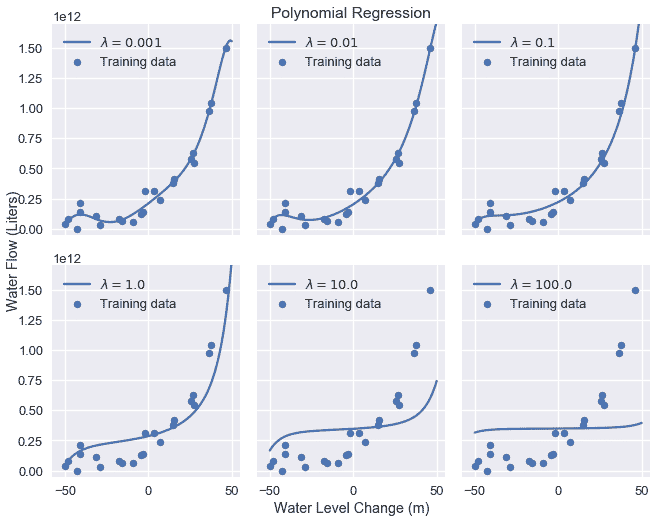 Polynomial Regression
1e12
λ = 0.001
Training data
λ = 0.01
Training data
λ = 0.1
Training data
1.50
1.25
1.00
0.75
0.50
0.25
0.00
Water Flow (Liters)
1e12
λ = 1.0
Training data
λ = 10.0
Training data
λ = 100.0
Training data
1.50
1.25
1.00
0.75
0.50
0.25
0.00
−50 0 50 −50 0 50 −50 0 50
Water Level Change (m)